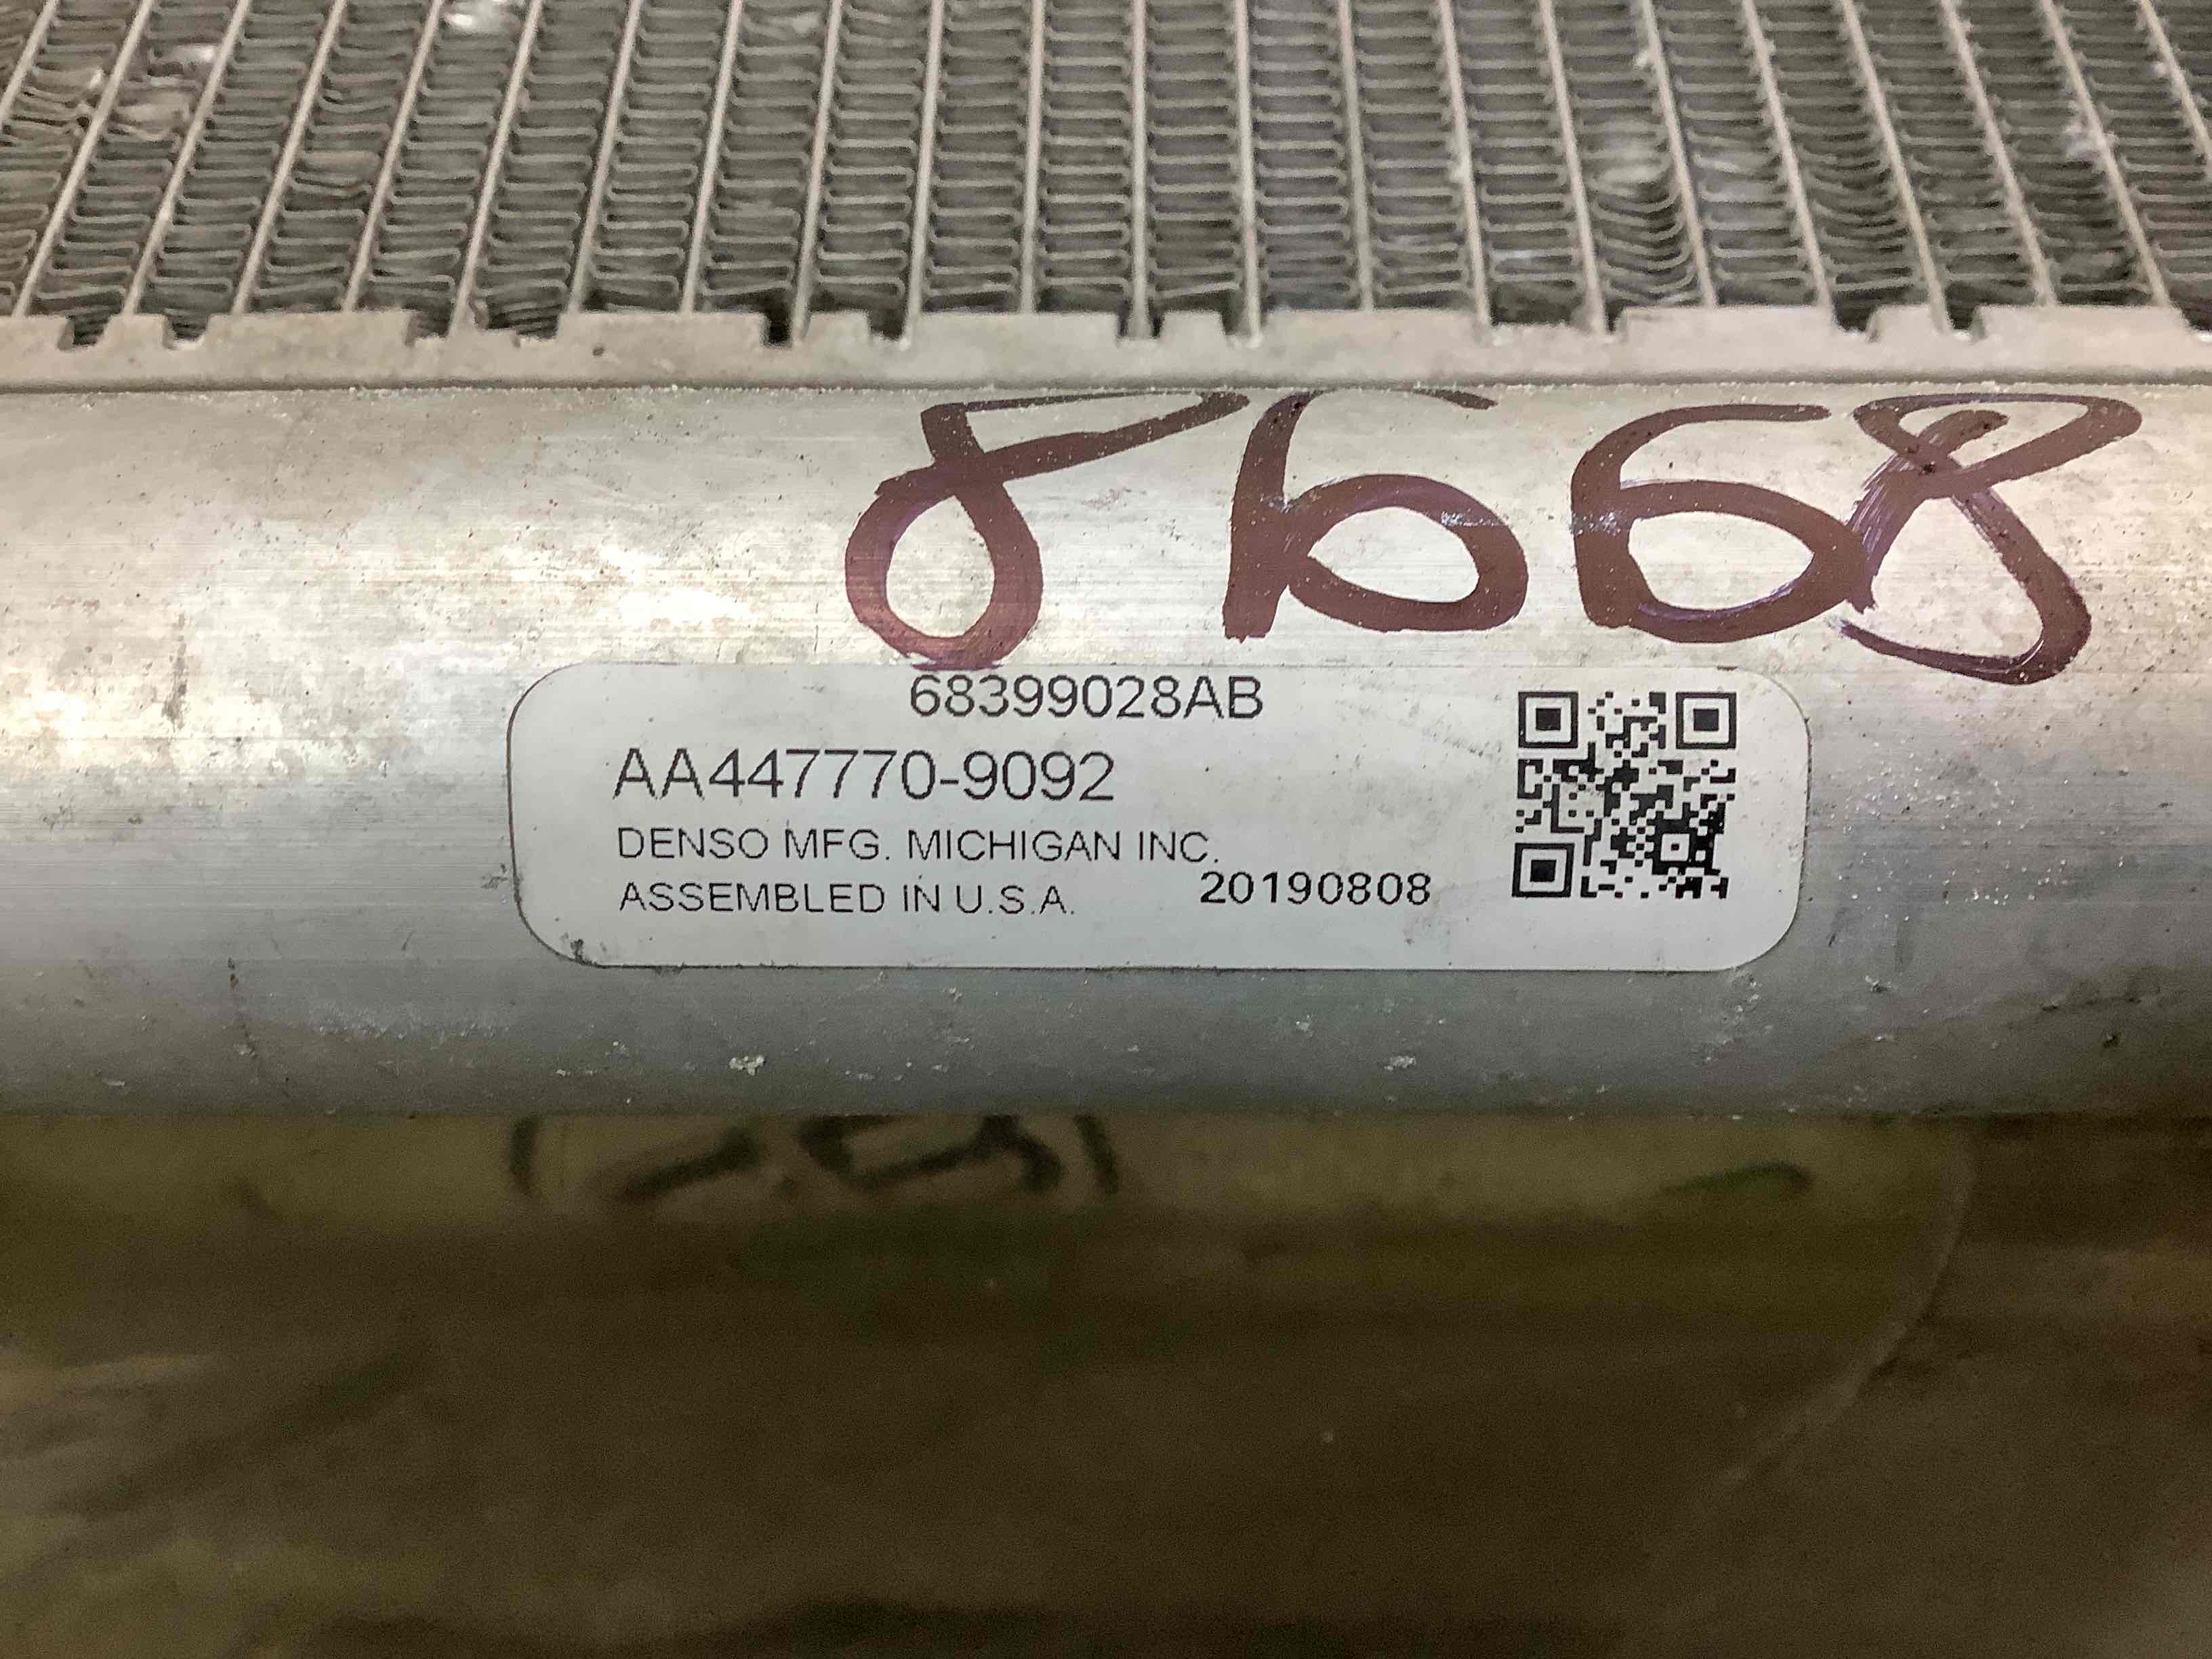 8668
68399028AB
AA447770-9092
DENSO MFG. MICHIGAN INC.
ASSEMBLED IN U.S.A. 20190808